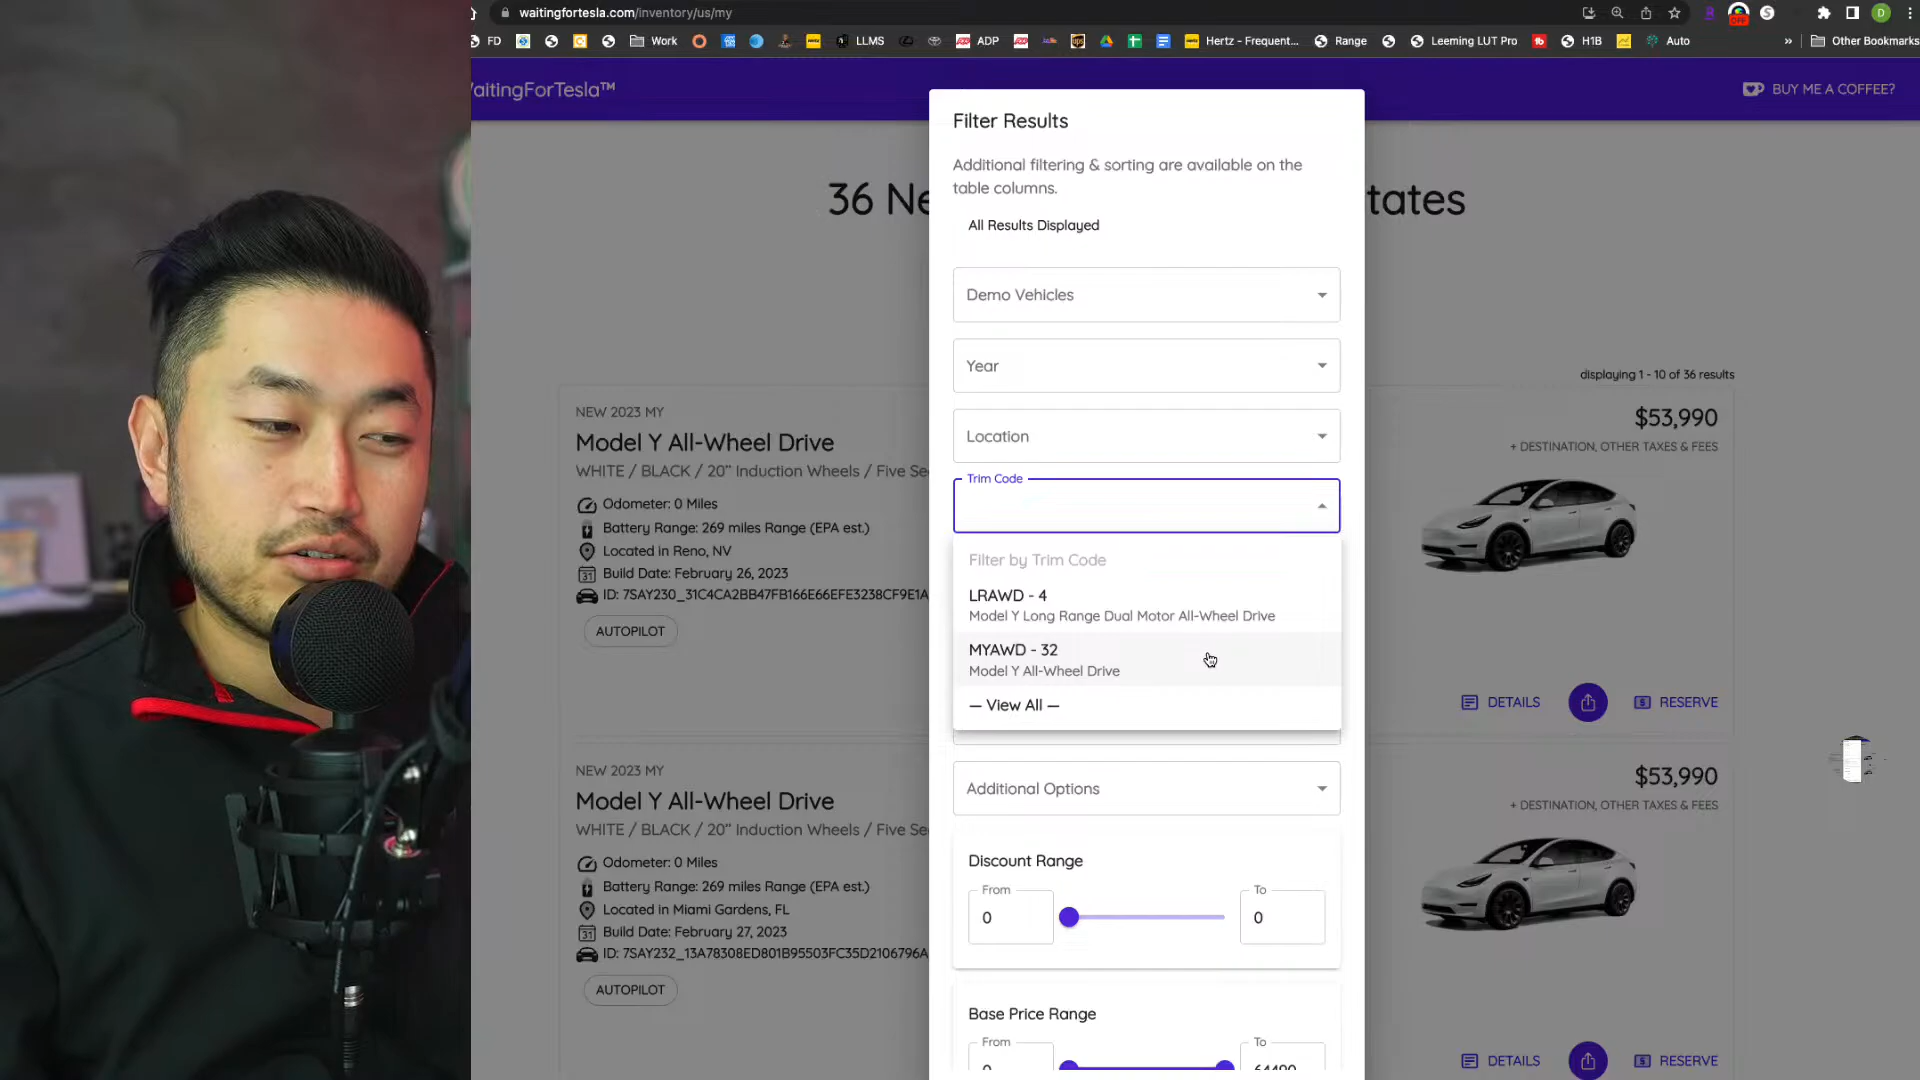 waitingfortesla.com/inventory/us/my
FD
Work
LLMS
ADP
Hertz - Frequent...
Range
Leeming LUT Pro
H1B
Auto
»
Other Bookmarks
OFF
D
aitingForTesla™
BUY ME A COFFEE?
36 Ne
tates
displaying 1 - 10 of 36 results
NEW 2023 MY
Model Y All-Wheel Drive
WHITE / BLACK / 20" Induction Wheels / Five Se
Odometer: 0 Miles
Battery Range: 269 miles Range (EPA est.)
Located in Reno, NV
Build Date: February 26, 2023
ID: 7SAY230_31C4CA2BB47FB166E66EFE3238CF9E1A
AUTOPILOT
$53,990
+ DESTINATION, OTHER TAXES & FEES
DETAILS
RESERVE
NEW 2023 MY
Model Y All-Wheel Drive
WHITE / BLACK / 20" Induction Wheels / Five Se
Odometer: 0 Miles
Battery Range: 269 miles Range (EPA est.)
Located in Miami Gardens, FL
Build Date: February 27, 2023
ID: 7SAY232_13A78308ED801B95503FC35D2106796A
AUTOPILOT
$53,990
+ DESTINATION, OTHER TAXES & FEES
DETAILS
RESERVE
Filter Results
Additional filtering & sorting are available on the
table columns.
All Results Displayed
Demo Vehicles
Year
Location
Trim Code
Filter by Trim Code
LRAWD - 4
Model Y Long Range Dual Motor All-Wheel Drive
MYAWD - 32
Model Y All-Wheel Drive
— View All —
Additional Options
Discount Range
From
0
To
0
Base Price Range
From
0
To
64490